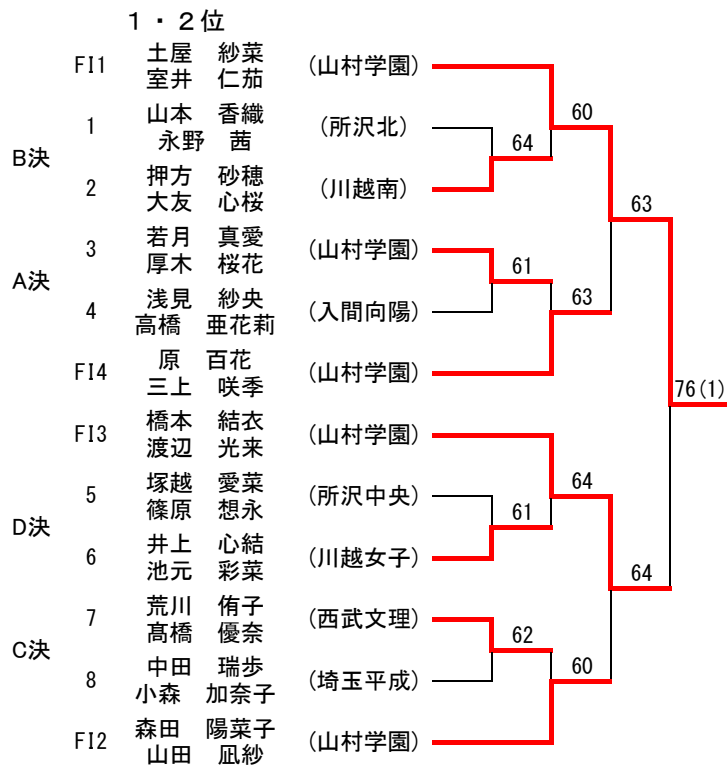 1・2位
FI1 土屋 紗菜 (山村学園)
室井 仁茄
60
B決
1 山本 香織 (所沢北)
永野 茜
64
2 押方 砂穂 (川越南)
大友 心桜
63
A決
3 若月 真愛 (山村学園)
厚木 桜花
61
4 浅見 紗央 (入間向陽)
高橋 亜花莉
63
FI4 原 百花 (山村学園)
三上 咲季
76(1)
FI3 橋本 結衣 (山村学園)
渡辺 光来
64
D決
5 塚越 愛菜 (所沢中央)
篠原 想永
61
6 井上 心結 (川越女子)
池元 彩菜
64
C決
7 荒川 侑子 (西武文理)
髙橋 優奈
62
8 中田 瑞歩 (埼玉平成)
小森 加奈子
60
FI2 森田 陽菜子 (山村学園)
山田 凪紗